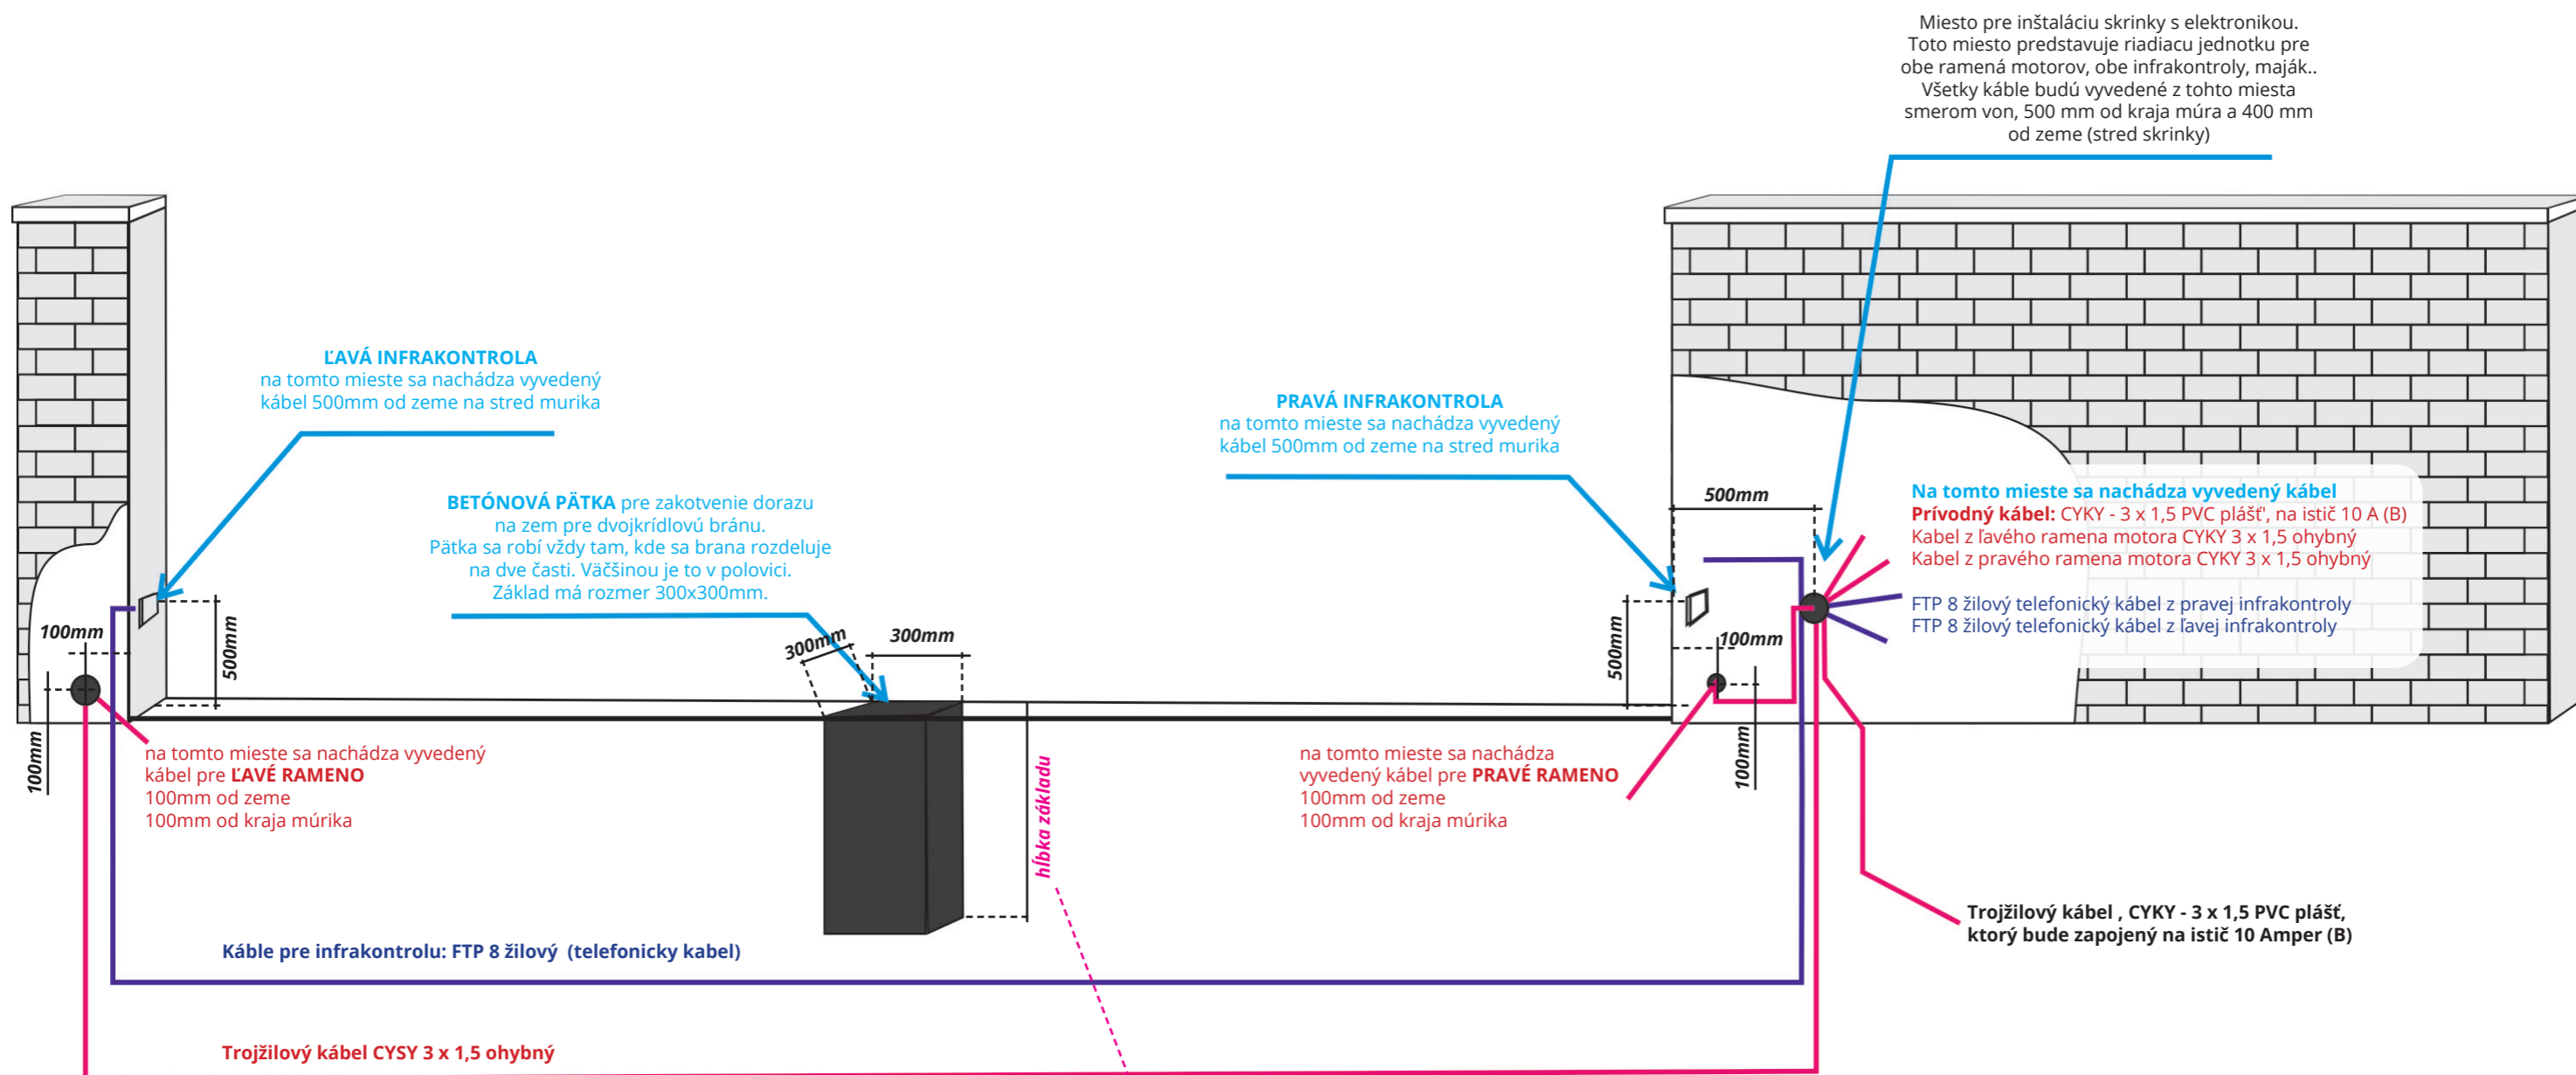 Miesto pre inštaláciu skrinky s elektronikou.
Toto miesto predstavuje riadiacu jednotku pre
obe ramená motorov, obe infrakontroly, maják..
Všetky káble budú vyvedené z tohto miesta
smerom von, 500 mm od kraja múra a 400 mm
od zeme (stred skrinky)
ĽAVÁ INFRAKONTROLA
na tomto mieste sa nachádza vyvedený
kábel 500mm od zeme na stred murika
PRAVÁ INFRAKONTROLA
na tomto mieste sa nachádza vyvedený
kábel 500mm od zeme na stred murika
BETÓNOVÁ PÄTKA pre zakotvenie dorazu
na zem pre dvojkrídlovú bránu.
Pätka sa robí vždy tam, kde sa brana rozdeluje
na dve časti. Väčšinou je to v polovici.
Základ má rozmer 300x300mm.
500mm
Na tomto mieste sa nachádza vyvedený kábel
Prívodný kábel: CYKY - 3 x 1,5 PVC plášť', na istič 10 A (B)
Kabel z ľavého ramena motora CYKY 3 x 1,5 ohybný
Kabel z pravého ramena motora CYKY 3 x 1,5 ohybný
FTP 8 žilový telefonický kábel z pravej infrakontroly
FTP 8 žilový telefonický kábel z ľavej infrakontroly
100mm
500mm
300mm
300mm
500mm
100mm
100mm
100mm
na tomto mieste sa nachádza vyvedený
kábel pre ĽAVÉ RAMENO
100mm od zeme
100mm od kraja múrika
hĺbka základu
na tomto mieste sa nachádza
vyvedený kábel pre PRAVÉ RAMENO
100mm od zeme
100mm od kraja múrika
Trojžilový kábel , CYKY - 3 x 1,5 PVC plášť,
ktorý bude zapojený na istič 10 Amper (B)
Káble pre infrakontrolu: FTP 8 žilový (telefonicky kabel)
Trojžilový kábel CYSY 3 x 1,5 ohybný